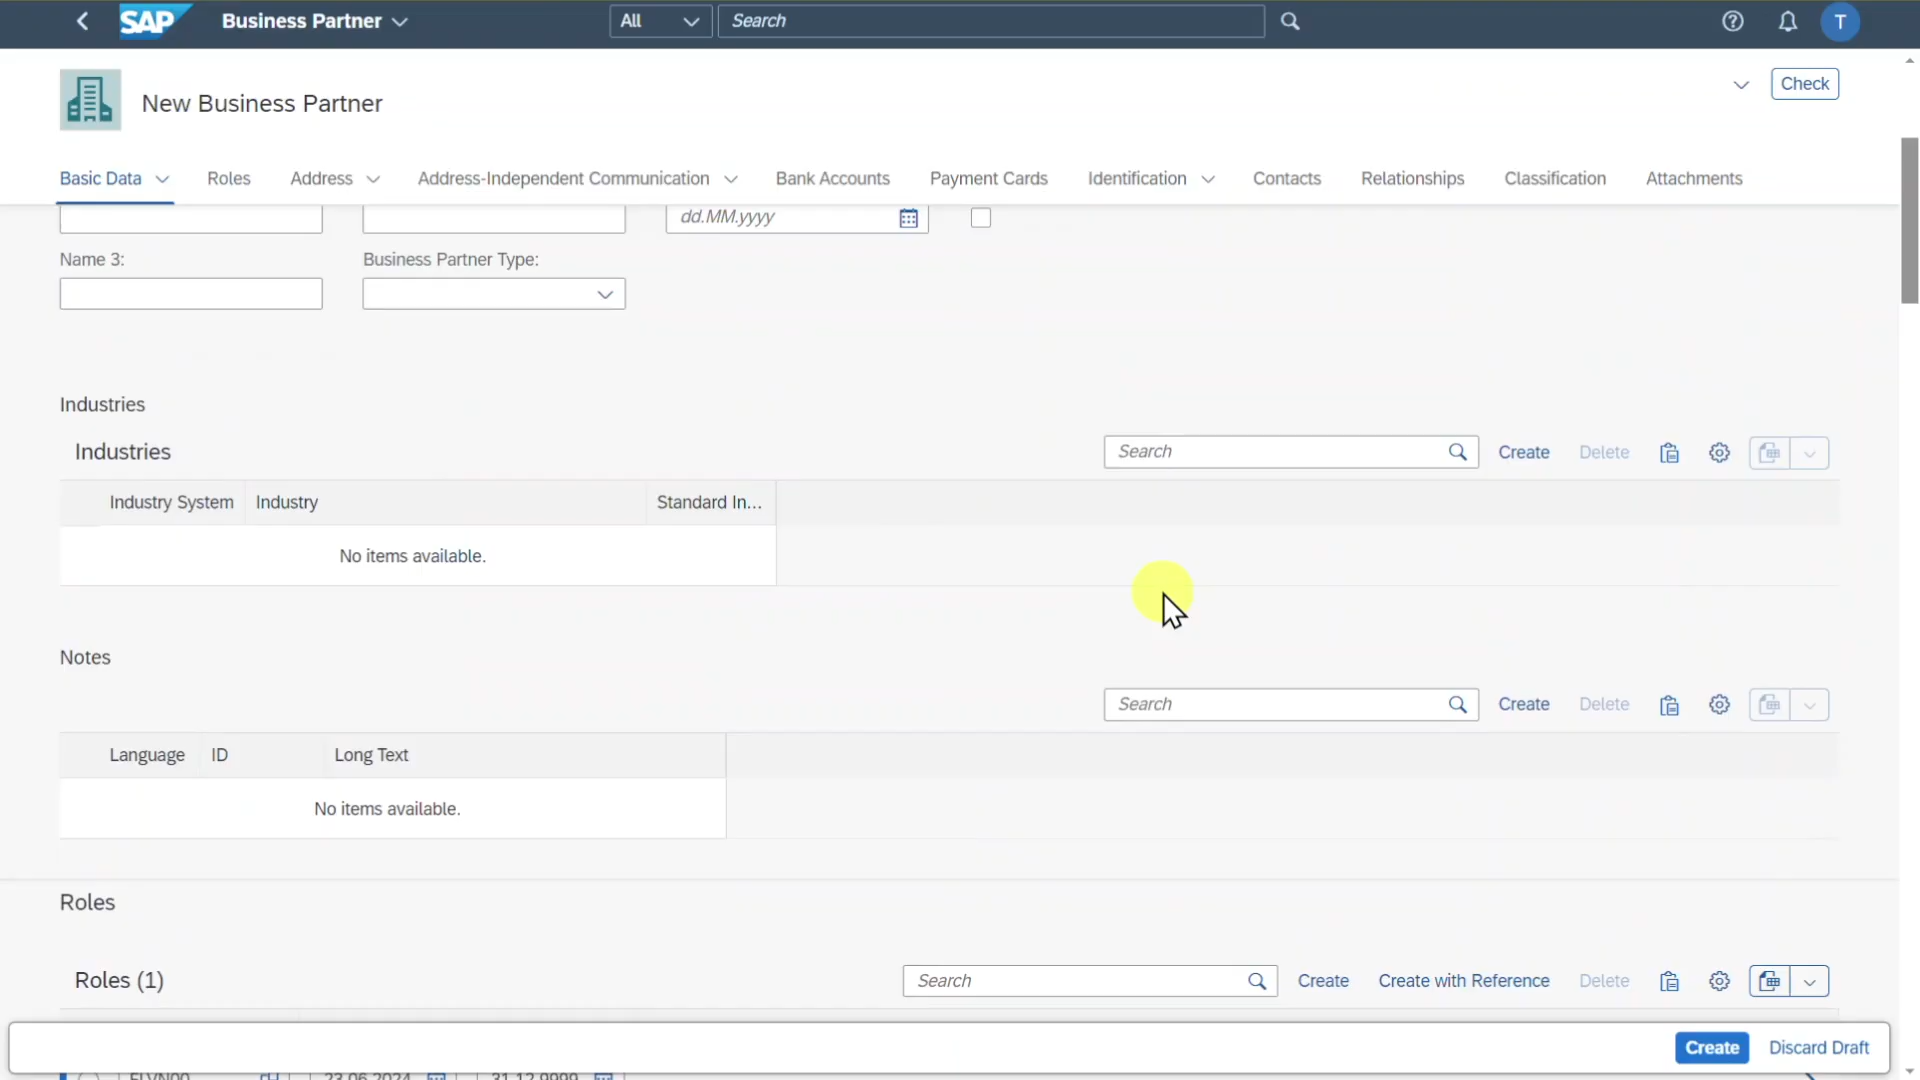 SAP Business Partner All Search T
New Business Partner Check
Basic Data Roles Address Address-Independent Communication Bank Accounts Payment Cards Identification Contacts Relationships Classification Attachments
dd.MM.yyyy
Name 3: Business Partner Type:
Industries
Industries Search Create Delete
Industry System Industry Standard In...
No items available.
Notes
Search Create Delete
Language ID Long Text
No items available.
Roles
Roles (1) Search Create Create with Reference Delete
Create Discard Draft
FLVN00 23.06.2024 31.12.9999